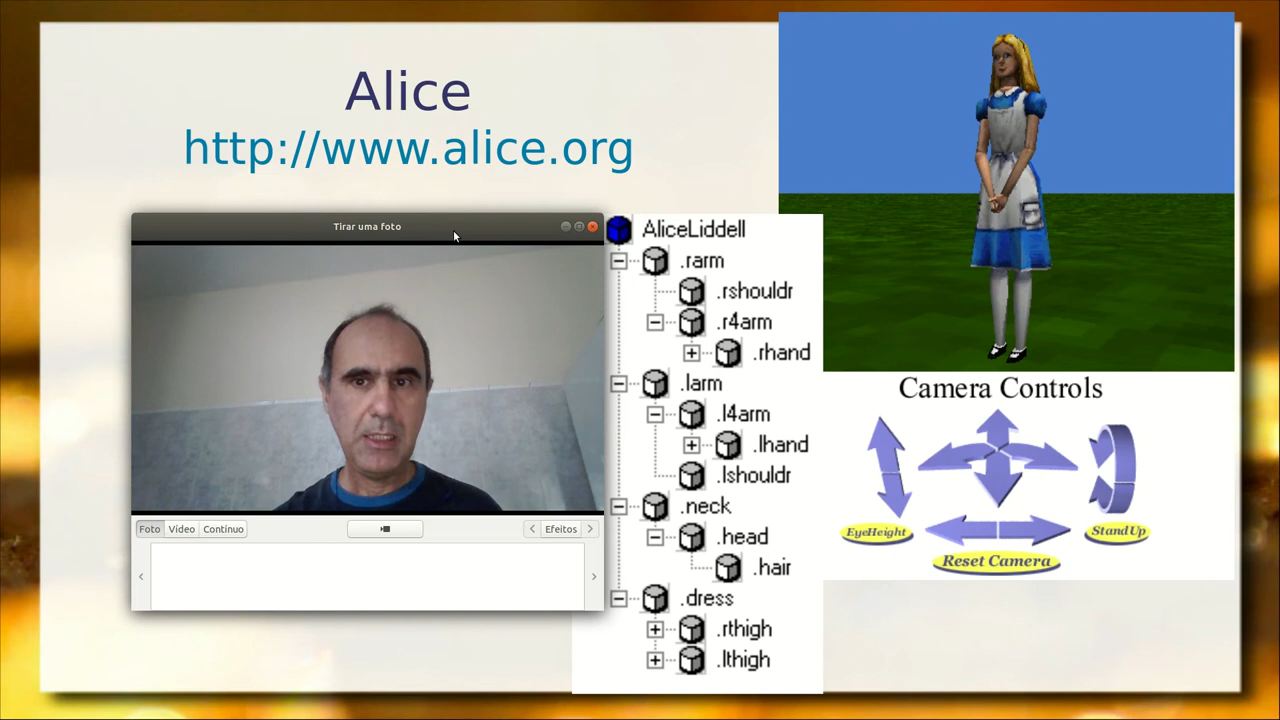 Alice
http://www.alice.org
Tirar uma foto
Foto
Vídeo
Contínuo
Efeitos
AliceLiddell
.rarm
.rshouldr
.r4arm
.rhand
.larm
.l4arm
.lhand
.lshouldr
.neck
.head
.hair
.dress
.rthigh
.lthigh
Camera Controls
EyeHeight
StandUp
Reset Camera